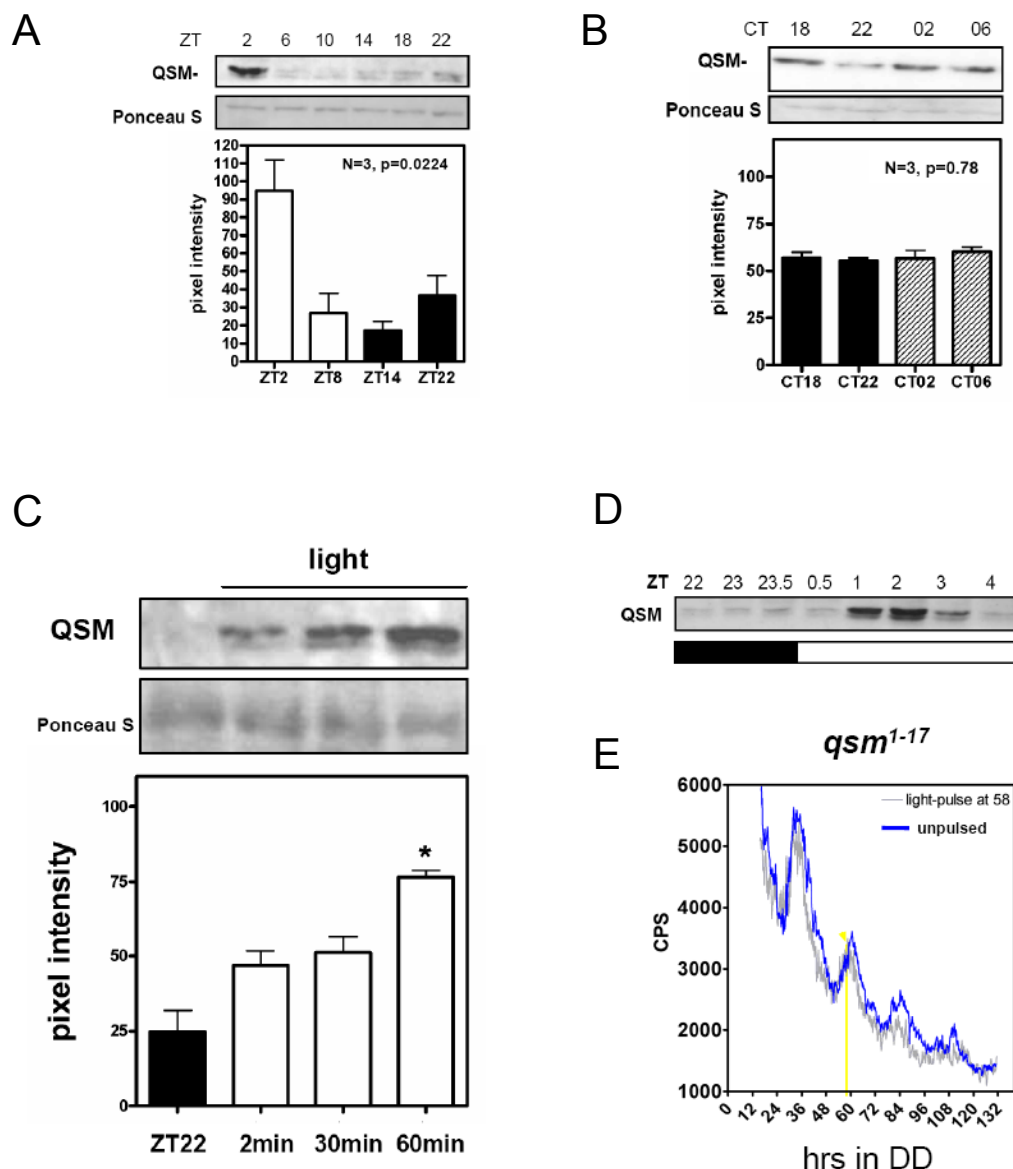 A
ZT 2 6 10 14 18 22
QSM-
Ponceau S
120
110
100
90
80
70
60
50
40
30
20
10
0
pixel intensity
N=3, p=0.0224
ZT2 ZT8 ZT14 ZT22
B
CT 18 22 02 06
QSM-
Ponceau S
100
75
50
25
0
pixel intensity
N=3, p=0.78
CT18 CT22 CT02 CT06
C
light
QSM
Ponceau S
100
75
50
25
0
pixel intensity
*
ZT22 2min 30min 60min
D
ZT 22 23 23.5 0.5 1 2 3 4
QSM
E
qsm1-17
6000
5000
4000
3000
2000
1000
CPS
light-pulse at 58
unpulsed
0 12 24 36 48 60 72 84 96 108 120 132
hrs in DD